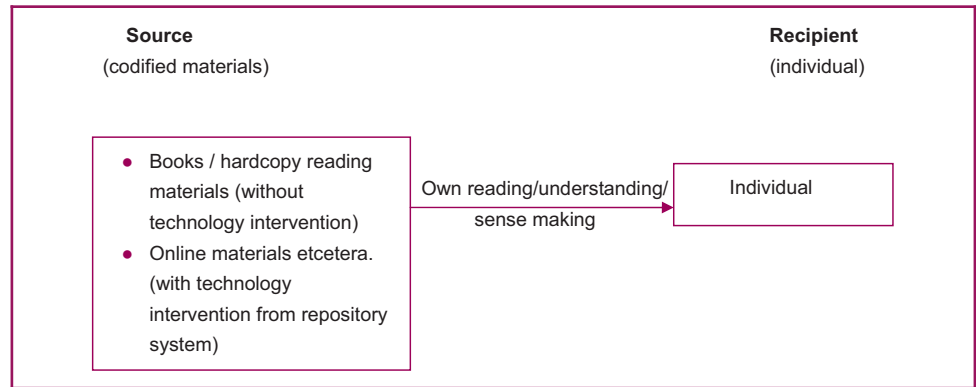 Source
(codified materials)
Recipient
(individual)
● Books / hardcopy reading
materials (without
technology intervention)
● Online materials etcetera.
(with technology
intervention from repository
system)
Own reading/understanding/
sense making
Individual